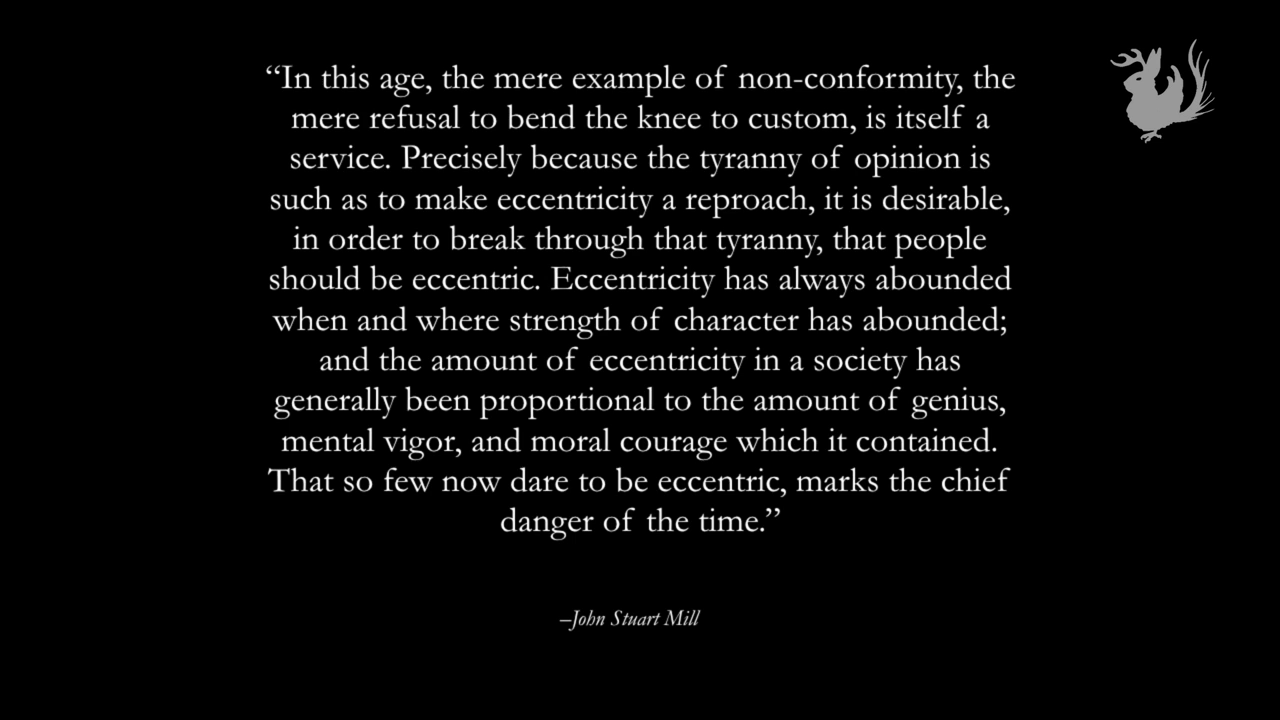 “In this age, the mere example of non-conformity, the
mere refusal to bend the knee to custom, is itself a
service. Precisely because the tyranny of opinion is
such as to make eccentricity a reproach, it is desirable,
in order to break through that tyranny, that people
should be eccentric. Eccentricity has always abounded
when and where strength of character has abounded;
and the amount of eccentricity in a society has
generally been proportional to the amount of genius,
mental vigor, and moral courage which it contained.
That so few now dare to be eccentric, marks the chief
danger of the time.”
–John Stuart Mill